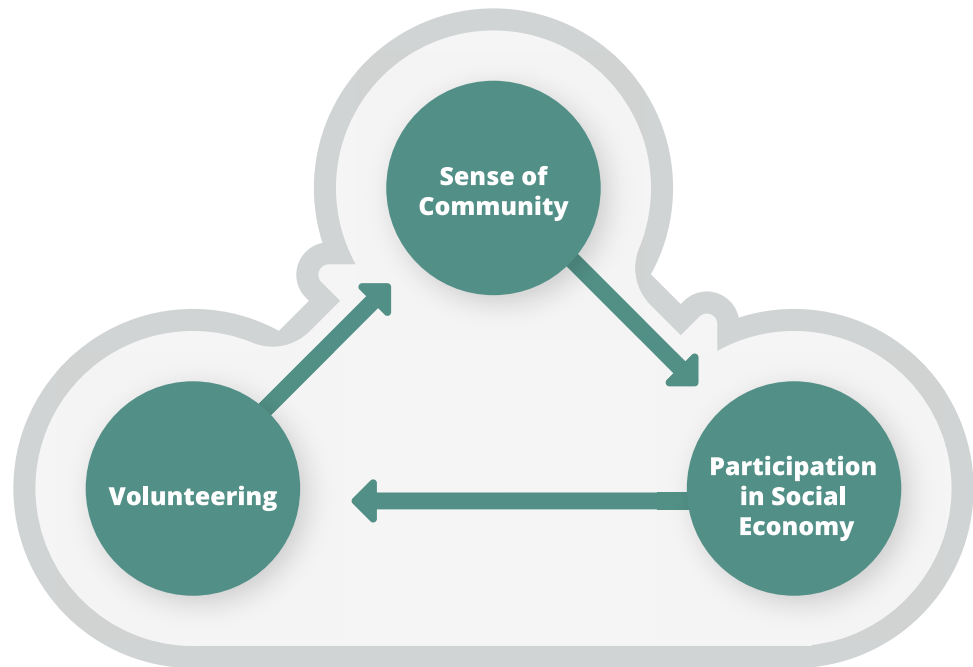 Sense of
Community
Volunteering
Participation
in Social
Economy